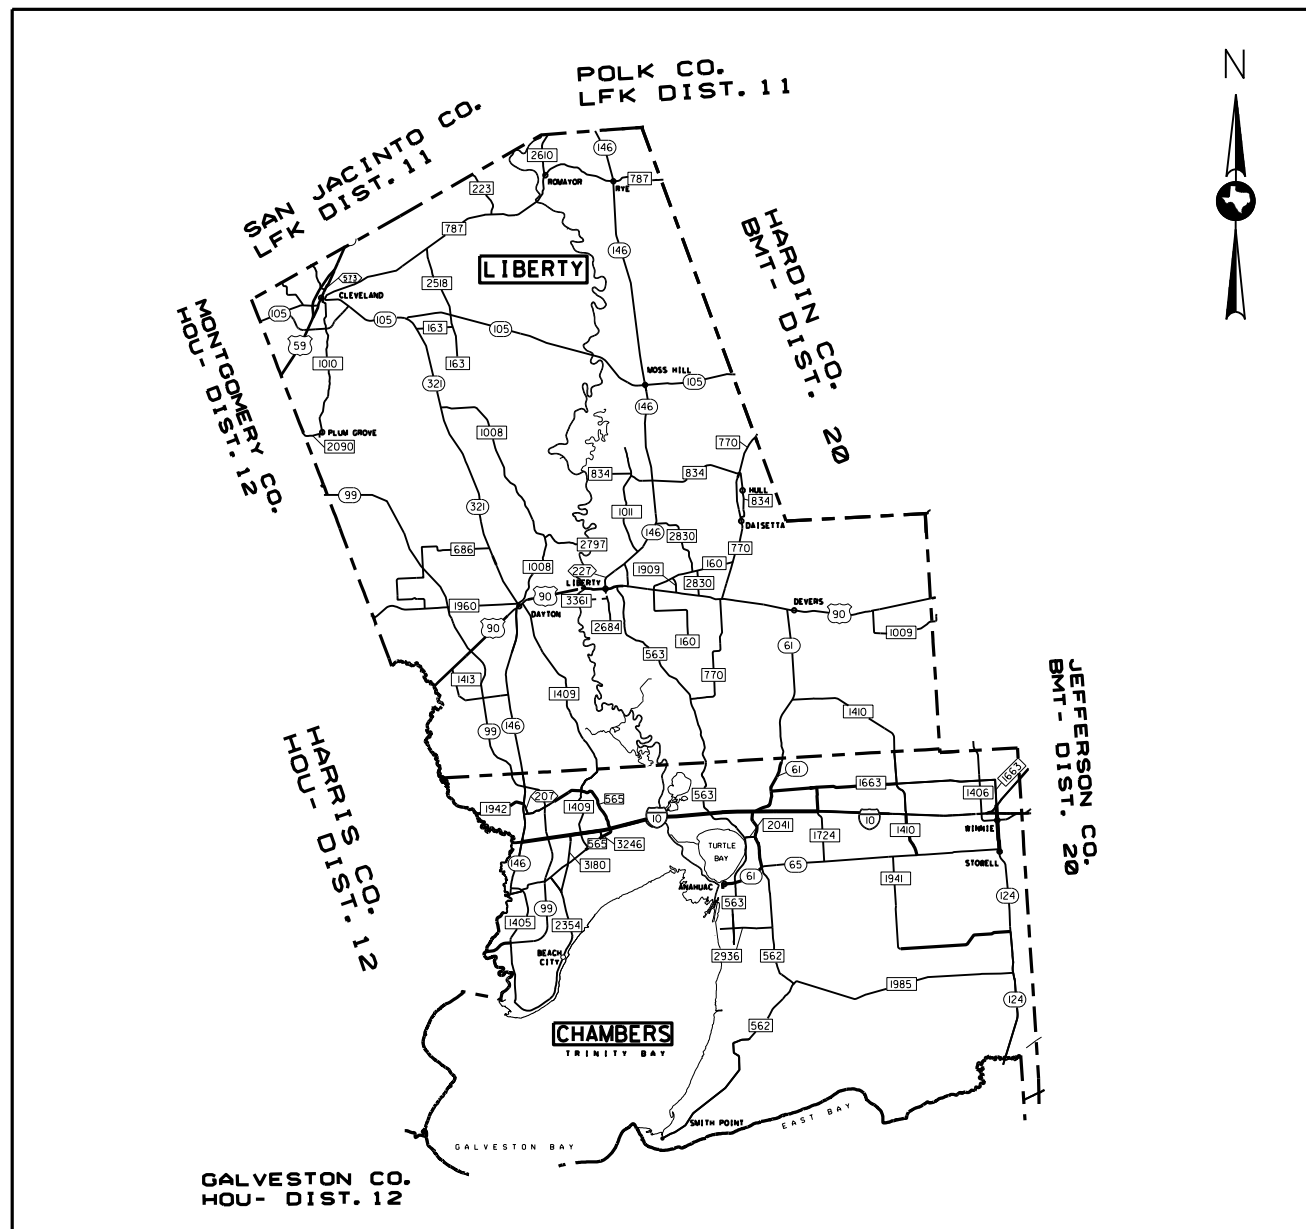 N
POLK CO.
LFK DIST. 11
SAN JACINTO CO.
LFK DIST. 11
146
2610
ROMAYOR
787
RYE
223
787
HARDIN CO.
BMT- DIST. 20
146
LIBERTY
573
2518
CLEVELAND
MONTGOMERY CO.
HOU- DIST. 12
105
105
163
105
59
1010
163
MOSS HILL
321
105
146
1008
PLUM GROVE
2090
770
834
834
99
HULL
834
321
1011
DAISETTA
146
2830
2797
686
770
1008
227
1909
160
LIBERTY
2830
90
3361
1960
DEVERS
DAYTON
90
90
2684
1009
160
61
563
1413
770
JEFFERSON CO.
BMT- DIST. 20
1409
1410
146
99
HARRIS CO.
HOU- DIST. 12
61
1663
1663
1406
207
565
563
1942
1409
10
10
2041
1410
WINNIE
1724
565
3246
TURTLE
BAY
146
3180
65
STOWELL
61
1941
ANAHUAC
124
563
99
1405
2354
BEACH
CITY
2936
562
1985
124
562
CHAMBERS
TRINITY BAY
SMITH POINT
EAST BAY
GALVESTON BAY
GALVESTON CO.
HOU- DIST. 12